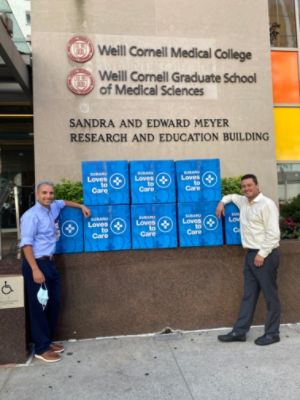 Weill Cornell Medical College
Weill Cornell Graduate School
of Medical Sciences
SANDRA AND EDWARD MEYER
RESEARCH AND EDUCATION BUILDING
SUBARU
Loves to
Care
SUBARU
Loves to
Care
SUBARU
Loves to
Care
SUBARU
Loves to
Care
SUBARU
Loves to
Care
SUBARU
Loves to
Care